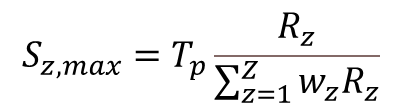 S_{z,max} = T_p \frac{R_z}{\sum_{z=1}^{Z} w_z R_z}